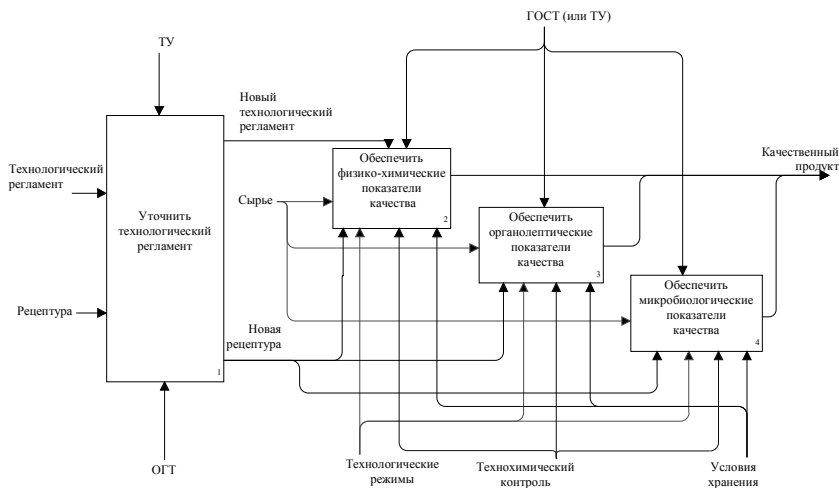 ГОСТ (или ТУ)
ТУ
Новый
технологический
регламент
Технологический
регламент
Уточнить
технологический
регламент
1
Рецептура
ОГТ
Сырье
Новая
рецептура
Обеспечить
физико-химические
показатели
качества
2
Обеспечить
органолептические
показатели
качества
3
Обеспечить
микробиологические
показатели
качества
4
Качественный
продукт
Технологические
режимы
Технохимический
контроль
Условия
хранения